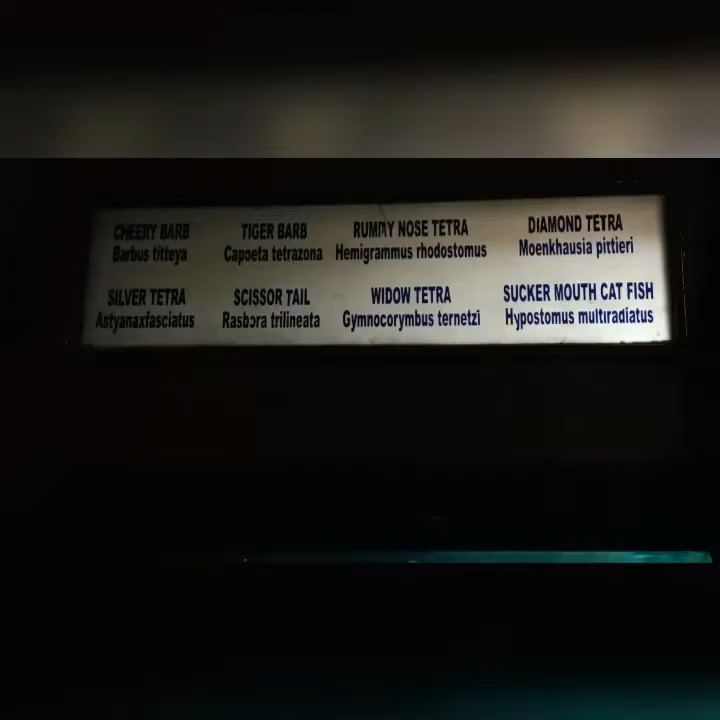 CHEERY BARB TIGER BARB RUMMY NOSE TETRA DIAMOND TETRA
Barbus titteya Capoeta tetrazona Hemigrammus rhodostomus Moenkhausia pittieri
SILVER TETRA SCISSOR TAIL WIDOW TETRA SUCKER MOUTH CAT FISH
Astyanaxfasciatus Rasbora trilineata Gymnocorymbus ternetzi Hypostomus multiradiatus